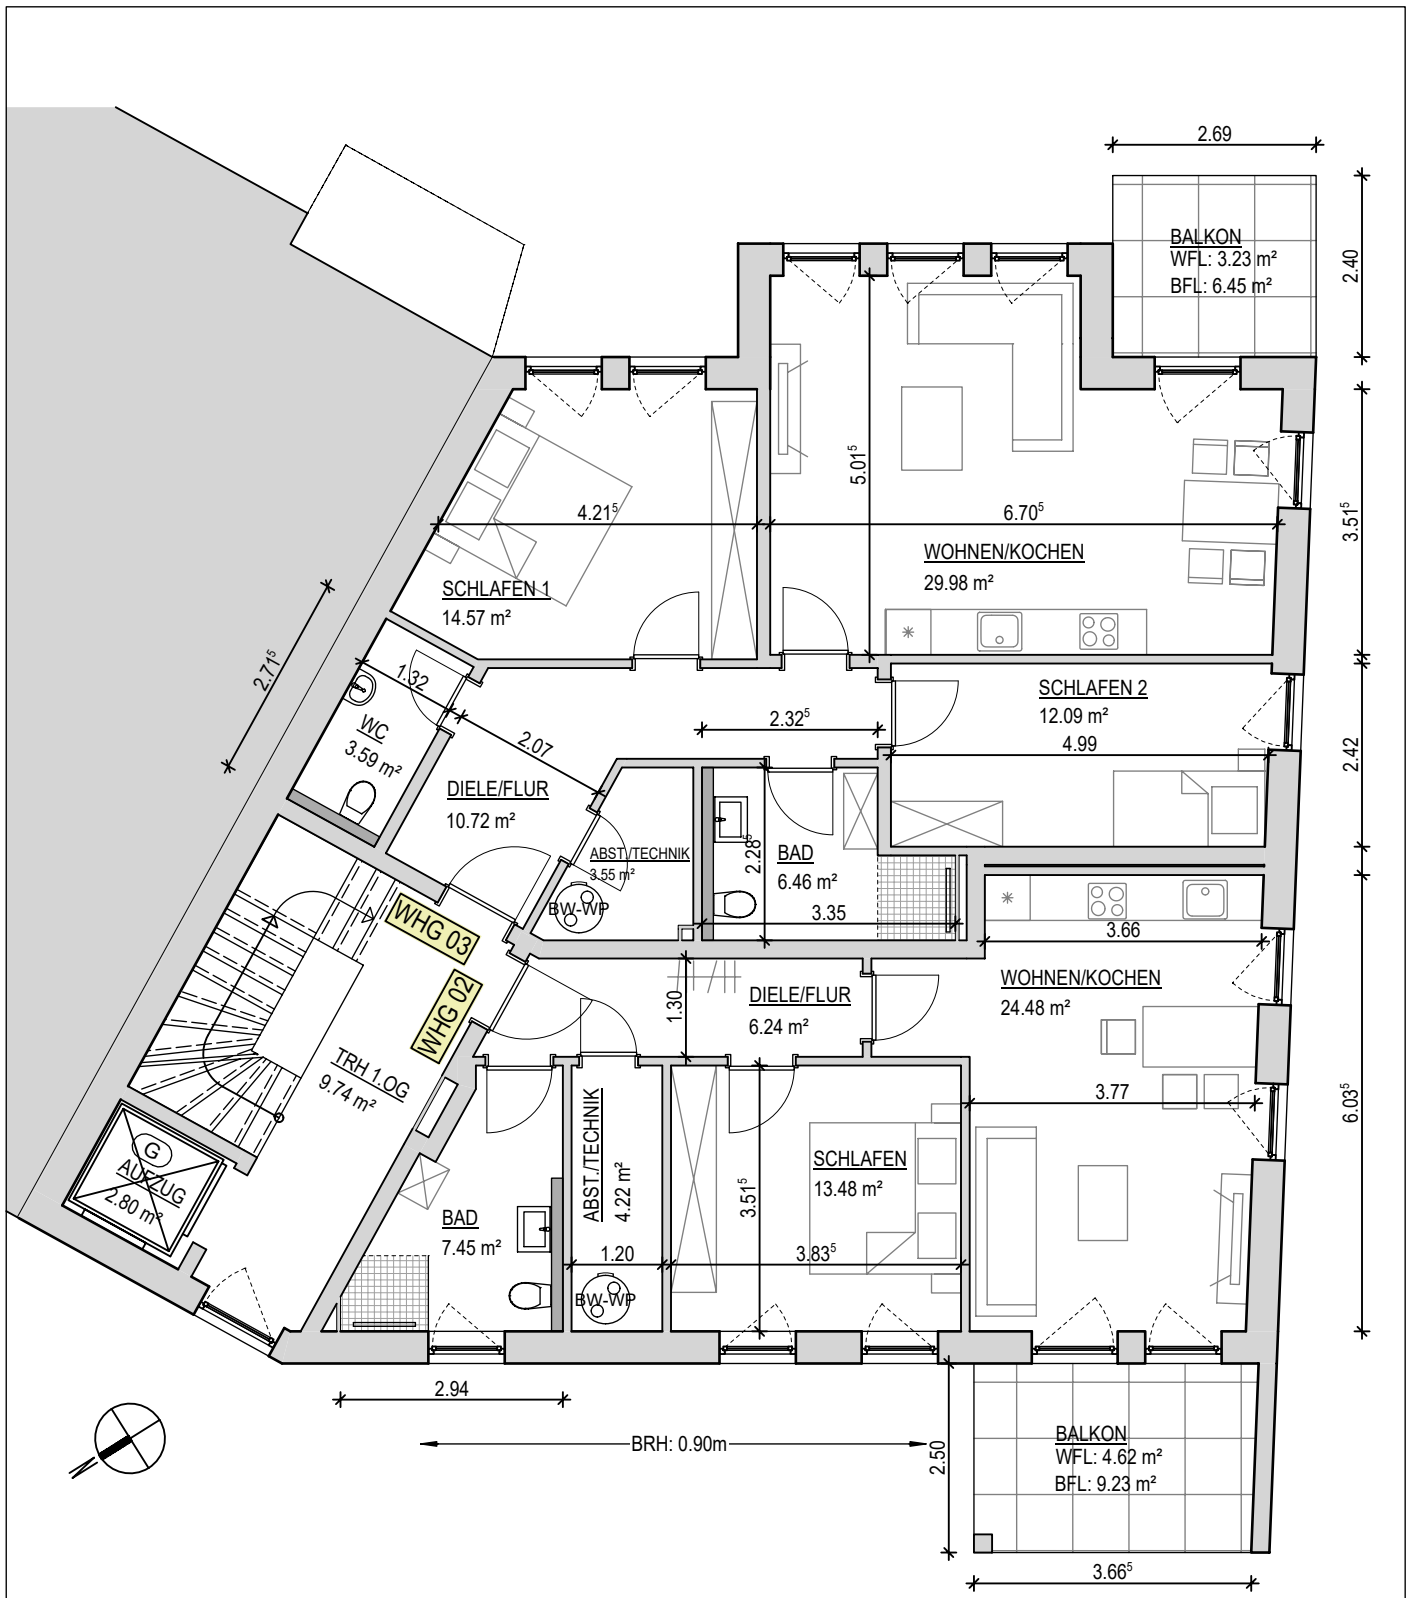 2.69
BALKON
WFL: 3.23 m²
BFL: 6.45 m²
2.40
5.01⁵
4.21⁵
6.70⁵
3.51⁵
WOHNEN/KOCHEN
29.98 m²
SCHLAFEN 1
14.57 m²
2.71⁵
1.32
WC
3.59 m²
2.07
2.32⁵
SCHLAFEN 2
12.09 m²
4.99
2.42
DIELE/FLUR
10.72 m²
ABST./TECHNIK
3.55 m²
BW-WP
2.28⁵
BAD
6.46 m²
3.35
WHG 03
WHG 02
3.66
WOHNEN/KOCHEN
24.48 m²
1.30
DIELE/FLUR
6.24 m²
TRH 1.OG
9.74 m²
3.77
6.03⁵
G
AUFZUG
2.80 m²
ABST./TECHNIK
4.22 m²
SCHLAFEN
13.48 m²
3.51⁵
BAD
7.45 m²
1.20
3.83⁵
BW-WP
2.94
BRH: 0.90m
2.50
BALKON
WFL: 4.62 m²
BFL: 9.23 m²
N
3.66⁵